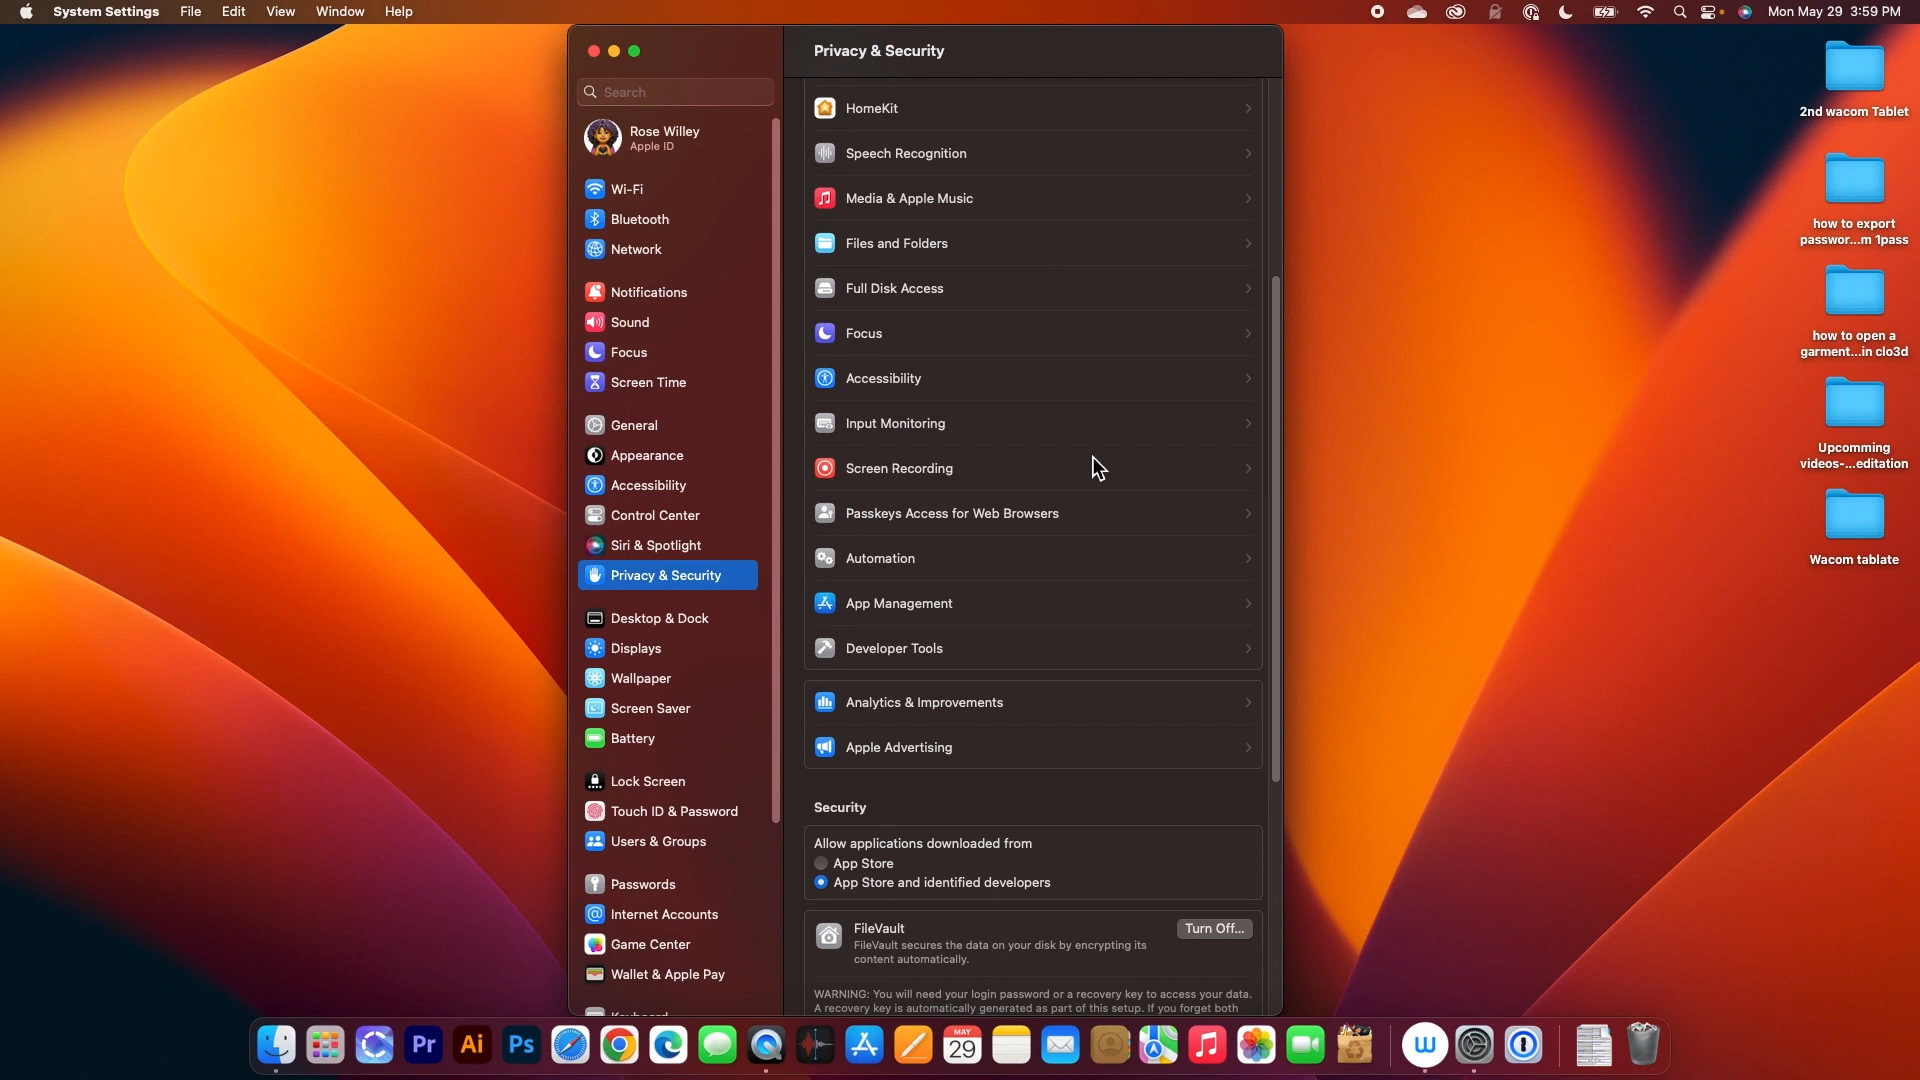 System Settings File Edit View Window Help
Mon May 29 3:59 PM
Privacy & Security
Search
Rose Willey
Apple ID
Wi-Fi
Bluetooth
Network
Notifications
Sound
Focus
Screen Time
General
Appearance
Accessibility
Control Center
Siri & Spotlight
Privacy & Security
Desktop & Dock
Displays
Wallpaper
Screen Saver
Battery
Lock Screen
Touch ID & Password
Users & Groups
Passwords
Internet Accounts
Game Center
Wallet & Apple Pay
HomeKit
Speech Recognition
Media & Apple Music
Files and Folders
Full Disk Access
Focus
Accessibility
Input Monitoring
Screen Recording
Passkeys Access for Web Browsers
Automation
App Management
Developer Tools
Analytics & Improvements
Apple Advertising
Security
Allow applications downloaded from
App Store
App Store and identified developers
FileVault
Turn Off...
FileVault secures the data on your disk by encrypting its
content automatically.
WARNING: You will need your login password or a recovery key to access your data.
A recovery key is automatically generated as part of this setup. If you forget both
2nd wacom Tablet
how to export
passwor...m 1pass
how to open a
garment...in clo3d
Upcomming
videos-...editation
Wacom tablate
Pr
Ai
Ps
MAY
29